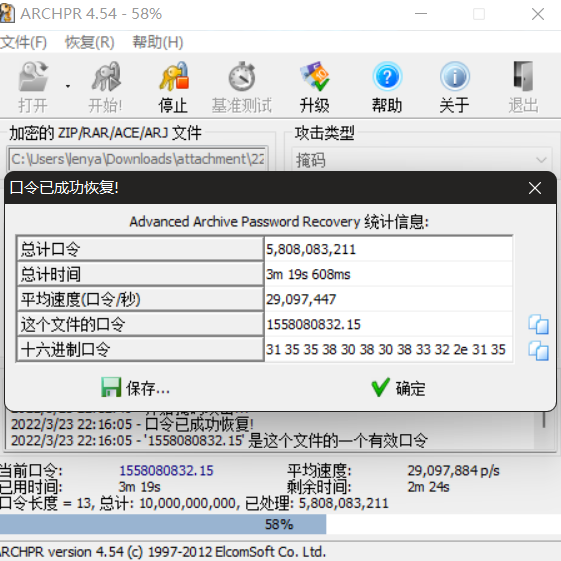 ARCHPR 4.54 - 58%
文件(F) 恢复(R) 帮助(H)
打开 开始! 停止 基准测试 升级 帮助 关于 退出
加密的 ZIP/RAR/ACE/ARJ 文件 攻击类型
C:\Users\lenya\Downloads\attachment\22 掩码
口令已成功恢复!
Advanced Archive Password Recovery 统计信息:
总计口令 5,808,083,211
总计时间 3m 19s 608ms
平均速度(口令/秒) 29,097,447
这个文件的口令 1558080832.15
十六进制口令 31 35 35 38 30 38 30 38 33 32 2e 31 35
保存... 确定
2022/3/23 22:16:05 - 口令已成功恢复!
2022/3/23 22:16:05 - '1558080832.15' 是这个文件的一个有效口令
当前口令: 1558080832.15 平均速度: 29,097,884 p/s
已用时间: 3m 19s 剩余时间: 2m 24s
口令长度 = 13, 总计: 10,000,000,000, 已处理: 5,808,083,211
58%
ARCHPR version 4.54 (c) 1997-2012 ElcomSoft Co. Ltd.